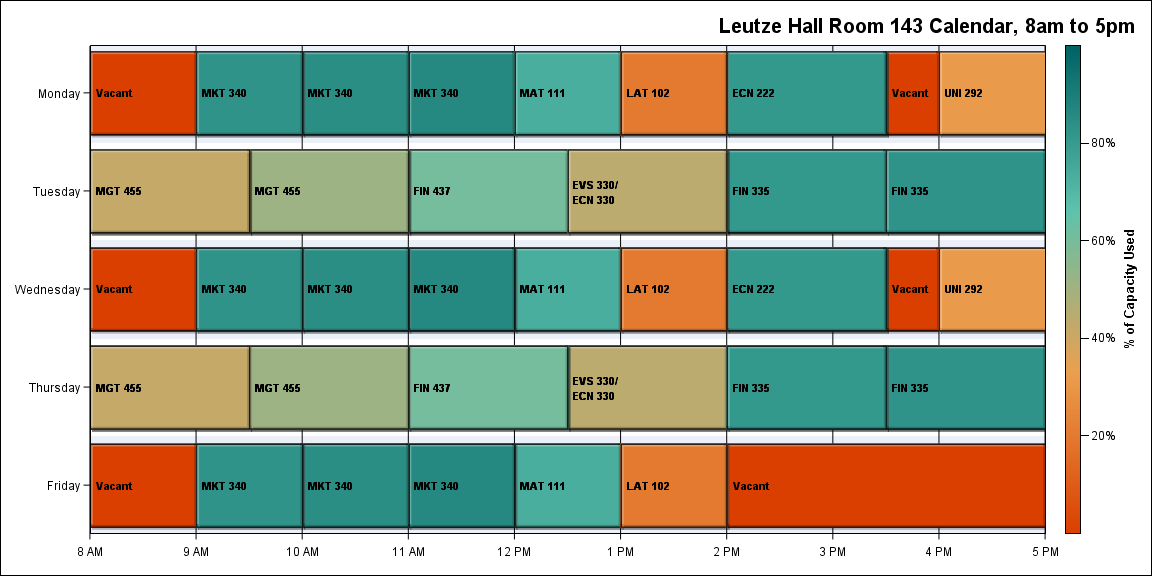 Leutze Hall Room 143 Calendar, 8am to 5pm
Monday
Vacant
MKT 340
MKT 340
MKT 340
MAT 111
LAT 102
ECN 222
Vacant
UNI 292
Tuesday
MGT 455
MGT 455
FIN 437
EVS 330/
ECN 330
FIN 335
FIN 335
Wednesday
Vacant
MKT 340
MKT 340
MKT 340
MAT 111
LAT 102
ECN 222
Vacant
UNI 292
Thursday
MGT 455
MGT 455
FIN 437
EVS 330/
ECN 330
FIN 335
FIN 335
Friday
Vacant
MKT 340
MKT 340
MKT 340
MAT 111
LAT 102
Vacant
8 AM
9 AM
10 AM
11 AM
12 PM
1 PM
2 PM
3 PM
4 PM
5 PM
80%
60%
40%
20%
% of Capacity Used